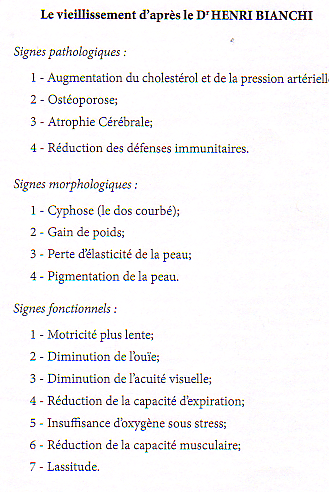 Le vieillissement d'après le Dr HENRI BIANCHI
Signes pathologiques :
1 - Augmentation du cholestérol et de la pression artériell
2 - Ostéoporose;
3 - Atrophie Cérébrale;
4 - Réduction des défenses immunitaires.
Signes morphologiques :
1 - Cyphose (le dos courbé);
2 - Gain de poids;
3 - Perte d'élasticité de la peau;
4 - Pigmentation de la peau.
Signes fonctionnels :
1 - Motricité plus lente;
2 - Diminution de l'ouïe;
3 - Diminution de l'acuité visuelle;
4 - Réduction de la capacité d'expiration;
5 - Insuffisance d'oxygène sous stress;
6 - Réduction de la capacité musculaire;
7 - Lassitude.